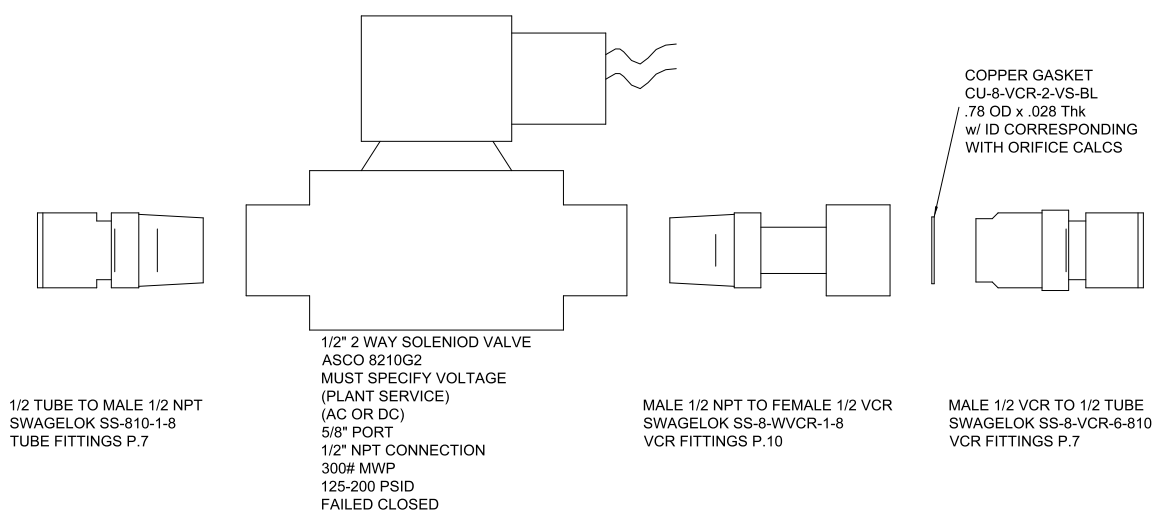 COPPER GASKET
CU-8-VCR-2-VS-BL
.78 OD x .028 Thk
w/ ID CORRESPONDING
WITH ORIFICE CALCS
1/2" 2 WAY SOLENIOD VALVE
ASCO 8210G2
MUST SPECIFY VOLTAGE
(PLANT SERVICE)
(AC OR DC)
5/8" PORT
1/2" NPT CONNECTION
300# MWP
125-200 PSID
FAILED CLOSED
1/2 TUBE TO MALE 1/2 NPT
SWAGELOK SS-810-1-8
TUBE FITTINGS P.7
MALE 1/2 NPT TO FEMALE 1/2 VCR
SWAGELOK SS-8-WVCR-1-8
VCR FITTINGS P.10
MALE 1/2 VCR TO 1/2 TUBE
SWAGELOK SS-8-VCR-6-810
VCR FITTINGS P.7